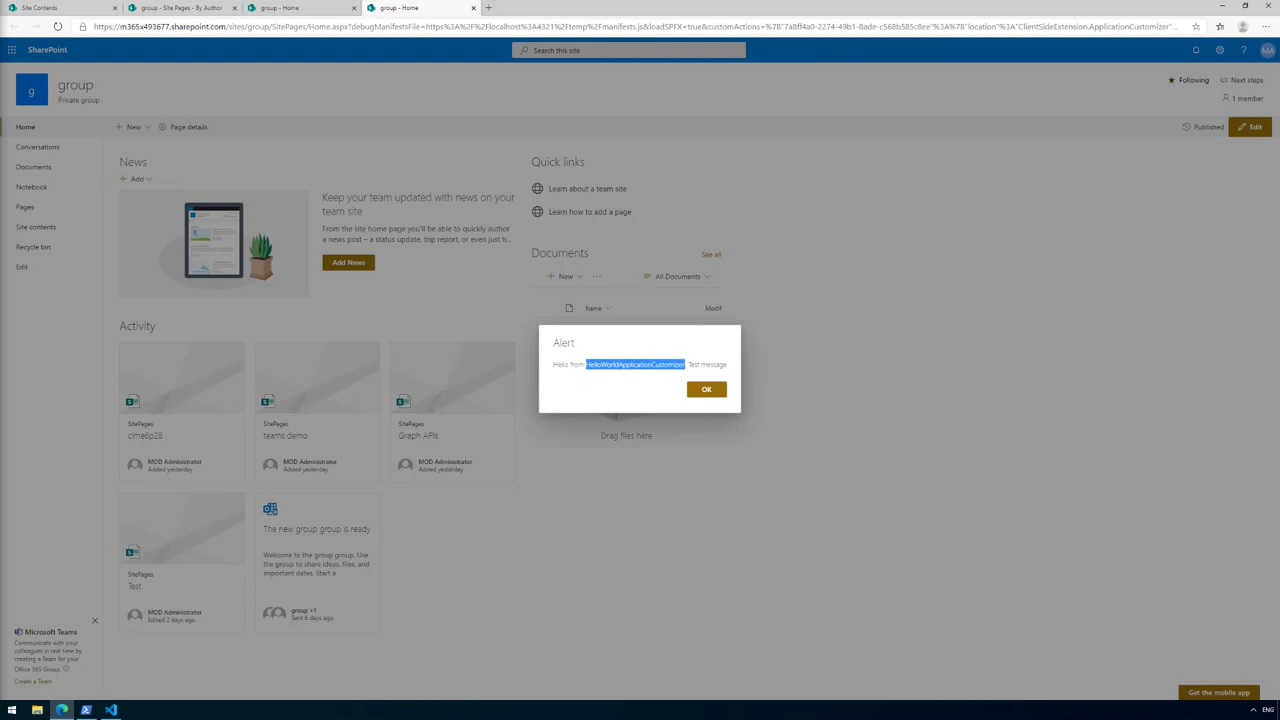 Site Contents
group - Site Pages - By Author
group - Home
group - Home
https://m365x493677.sharepoint.com/sites/group/SitePages/Home.aspx?debugManifestsFile=https%3A%2F%2Flocalhost%3A4321%2Ftemp%2Fmanifests.js&loadSPFX=true&customActions=%7B"7a8ff4a0-2274-49b1-8ade-c568b585c8ee"%3A%7B"location"%3A"ClientSideExtension.ApplicationCustomizer"...
SharePoint
Search this site
MA
g
group
Private group
Following
Next steps
1 member
Home
New
Page details
Published
Edit
Conversations
Documents
Notebook
Pages
Site contents
Recycle bin
Edit
News
Add
Keep your team updated with news on your
team site
From the site home page you'll be able to quickly author
a news post – a status update, trip report, or even just h...
Add News
Quick links
Learn about a team site
Learn how to add a page
Documents
See all
New
All Documents
Name
Modif
Drag files here
Alert
Hello from HelloWorldApplicationCustomizer Test message
OK
Activity
SitePages
cime6p28
MOD Administrator
Added yesterday
SitePages
teams demo
MOD Administrator
Added yesterday
SitePages
Graph APIs
MOD Administrator
Added yesterday
SitePages
Test
MOD Administrator
Edited 2 days ago
The new group group is ready
Welcome to the group group. Use
the group to share ideas, files, and
important dates. Start a
group +1
Sent 6 days ago
Microsoft Teams
Communicate with your
colleagues in real time by
creating a Team for your
Office 365 Group.
Create a Team
Get the mobile app
ENG